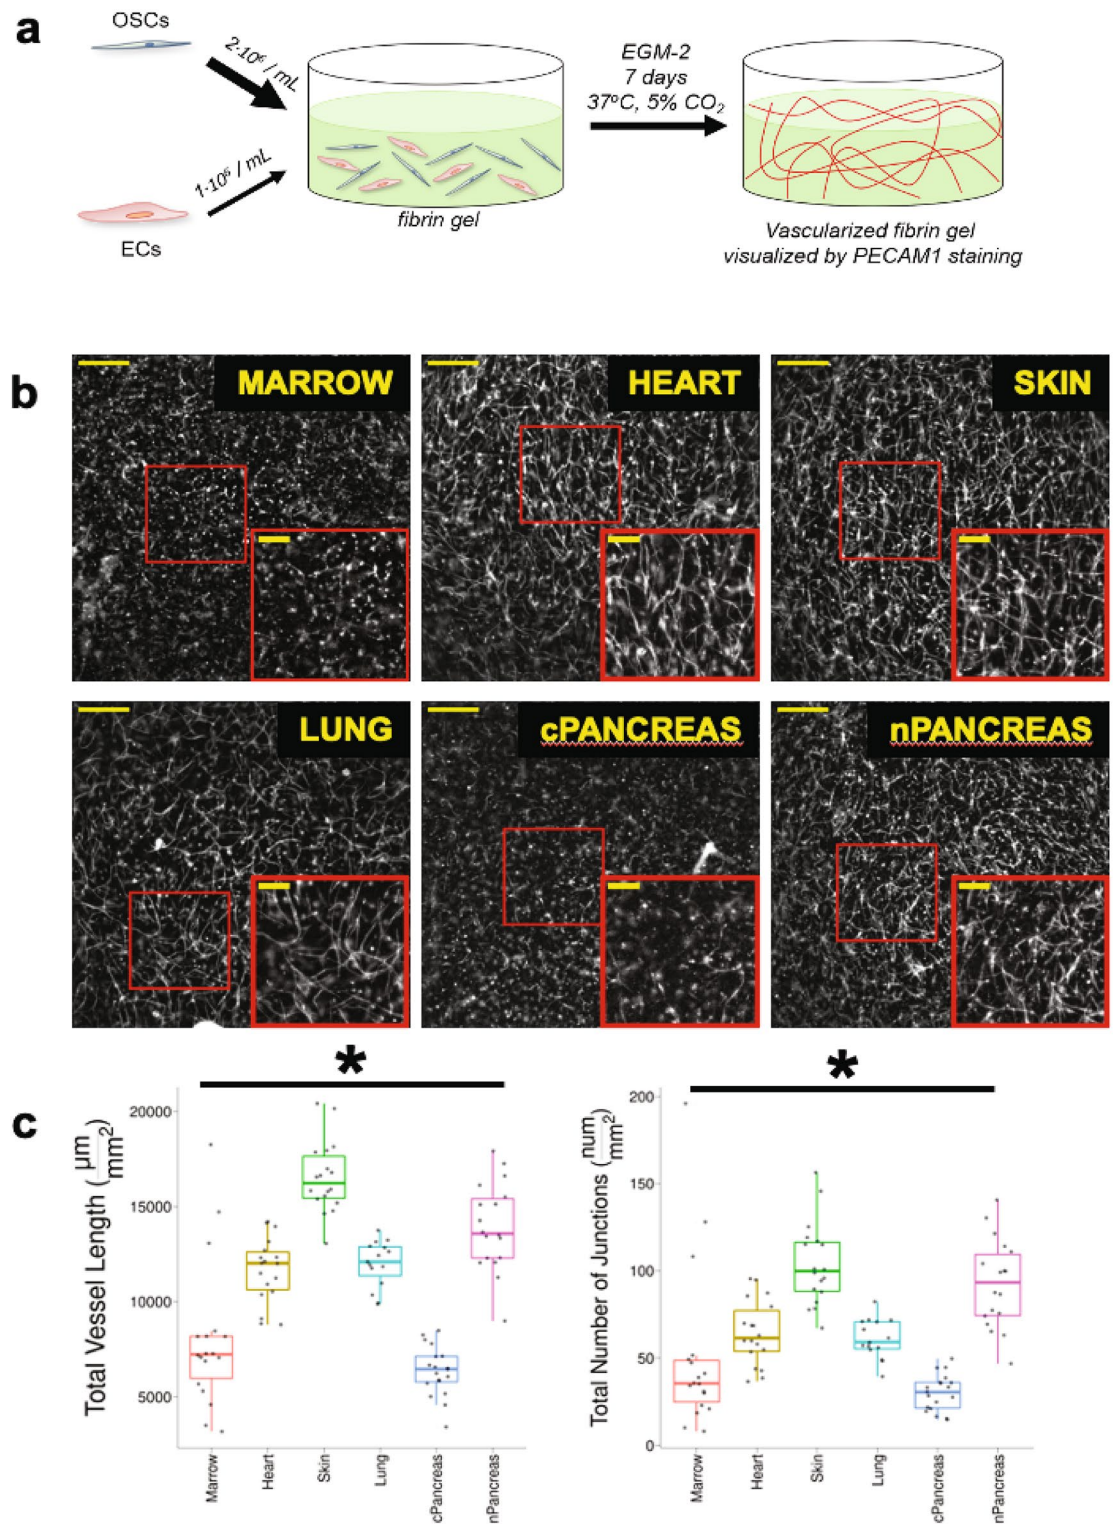 a
OSCs
2·10⁶ / mL
1·10⁶ / mL
ECs
fibrin gel
EGM-2
7 days
37ºC, 5% CO₂
Vascularized fibrin gel
visualized by PECAM1 staining
b
MARROW
HEART
SKIN
LUNG
cPANCREAS
nPANCREAS
c
*
Total Vessel Length (μm/mm²)
20000
15000
10000
5000
Marrow
Heart
Skin
Lung
cPancreas
nPancreas
*
Total Number of Junctions (num/mm²)
200
150
100
50
0
Marrow
Heart
Skin
Lung
cPancreas
nPancreas